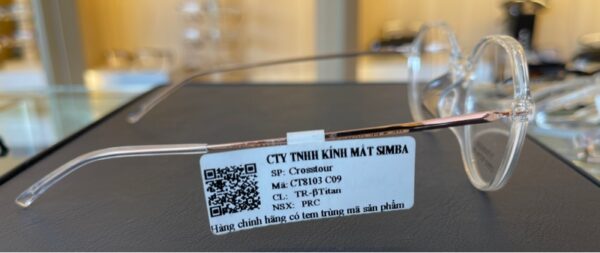 CTY TNHH KÍNH MẮT SIMBA
SP: Crosstour
Mã: CT8103 C09
CL: TR-βTitan
NSX: PRC
Hàng chính hãng có tem trùng mã sản phẩm